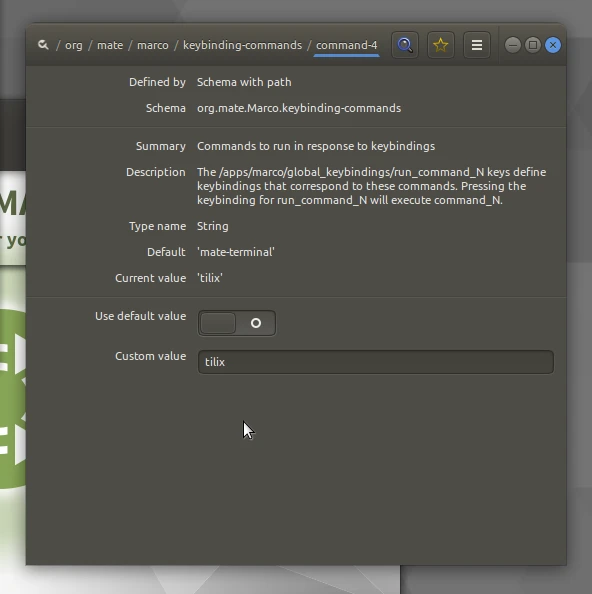 / org / mate / marco / keybinding-commands / command-4
Defined by Schema with path
Schema org.mate.Marco.keybinding-commands
Summary Commands to run in response to keybindings
Description The /apps/marco/global_keybindings/run_command_N keys define
keybindings that correspond to these commands. Pressing the
keybinding for run_command_N will execute command_N.
Type name String
Default 'mate-terminal'
Current value 'tilix'
Use default value
Custom value tilix
MA
r yo